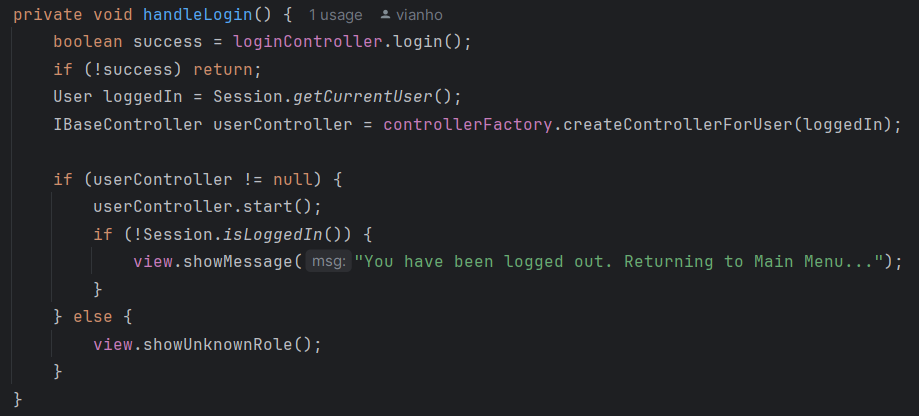 private void handleLogin() { 1 usage vianho
    boolean success = loginController.login();
    if (!success) return;
    User loggedIn = Session.getCurrentUser();
    IBaseController userController = controllerFactory.createControllerForUser(loggedIn);
    if (userController != null) {
        userController.start();
        if (!Session.isLoggedIn()) {
            view.showMessage( msg: "You have been logged out. Returning to Main Menu...");
        }
    } else {
        view.showUnknownRole();
    }
}